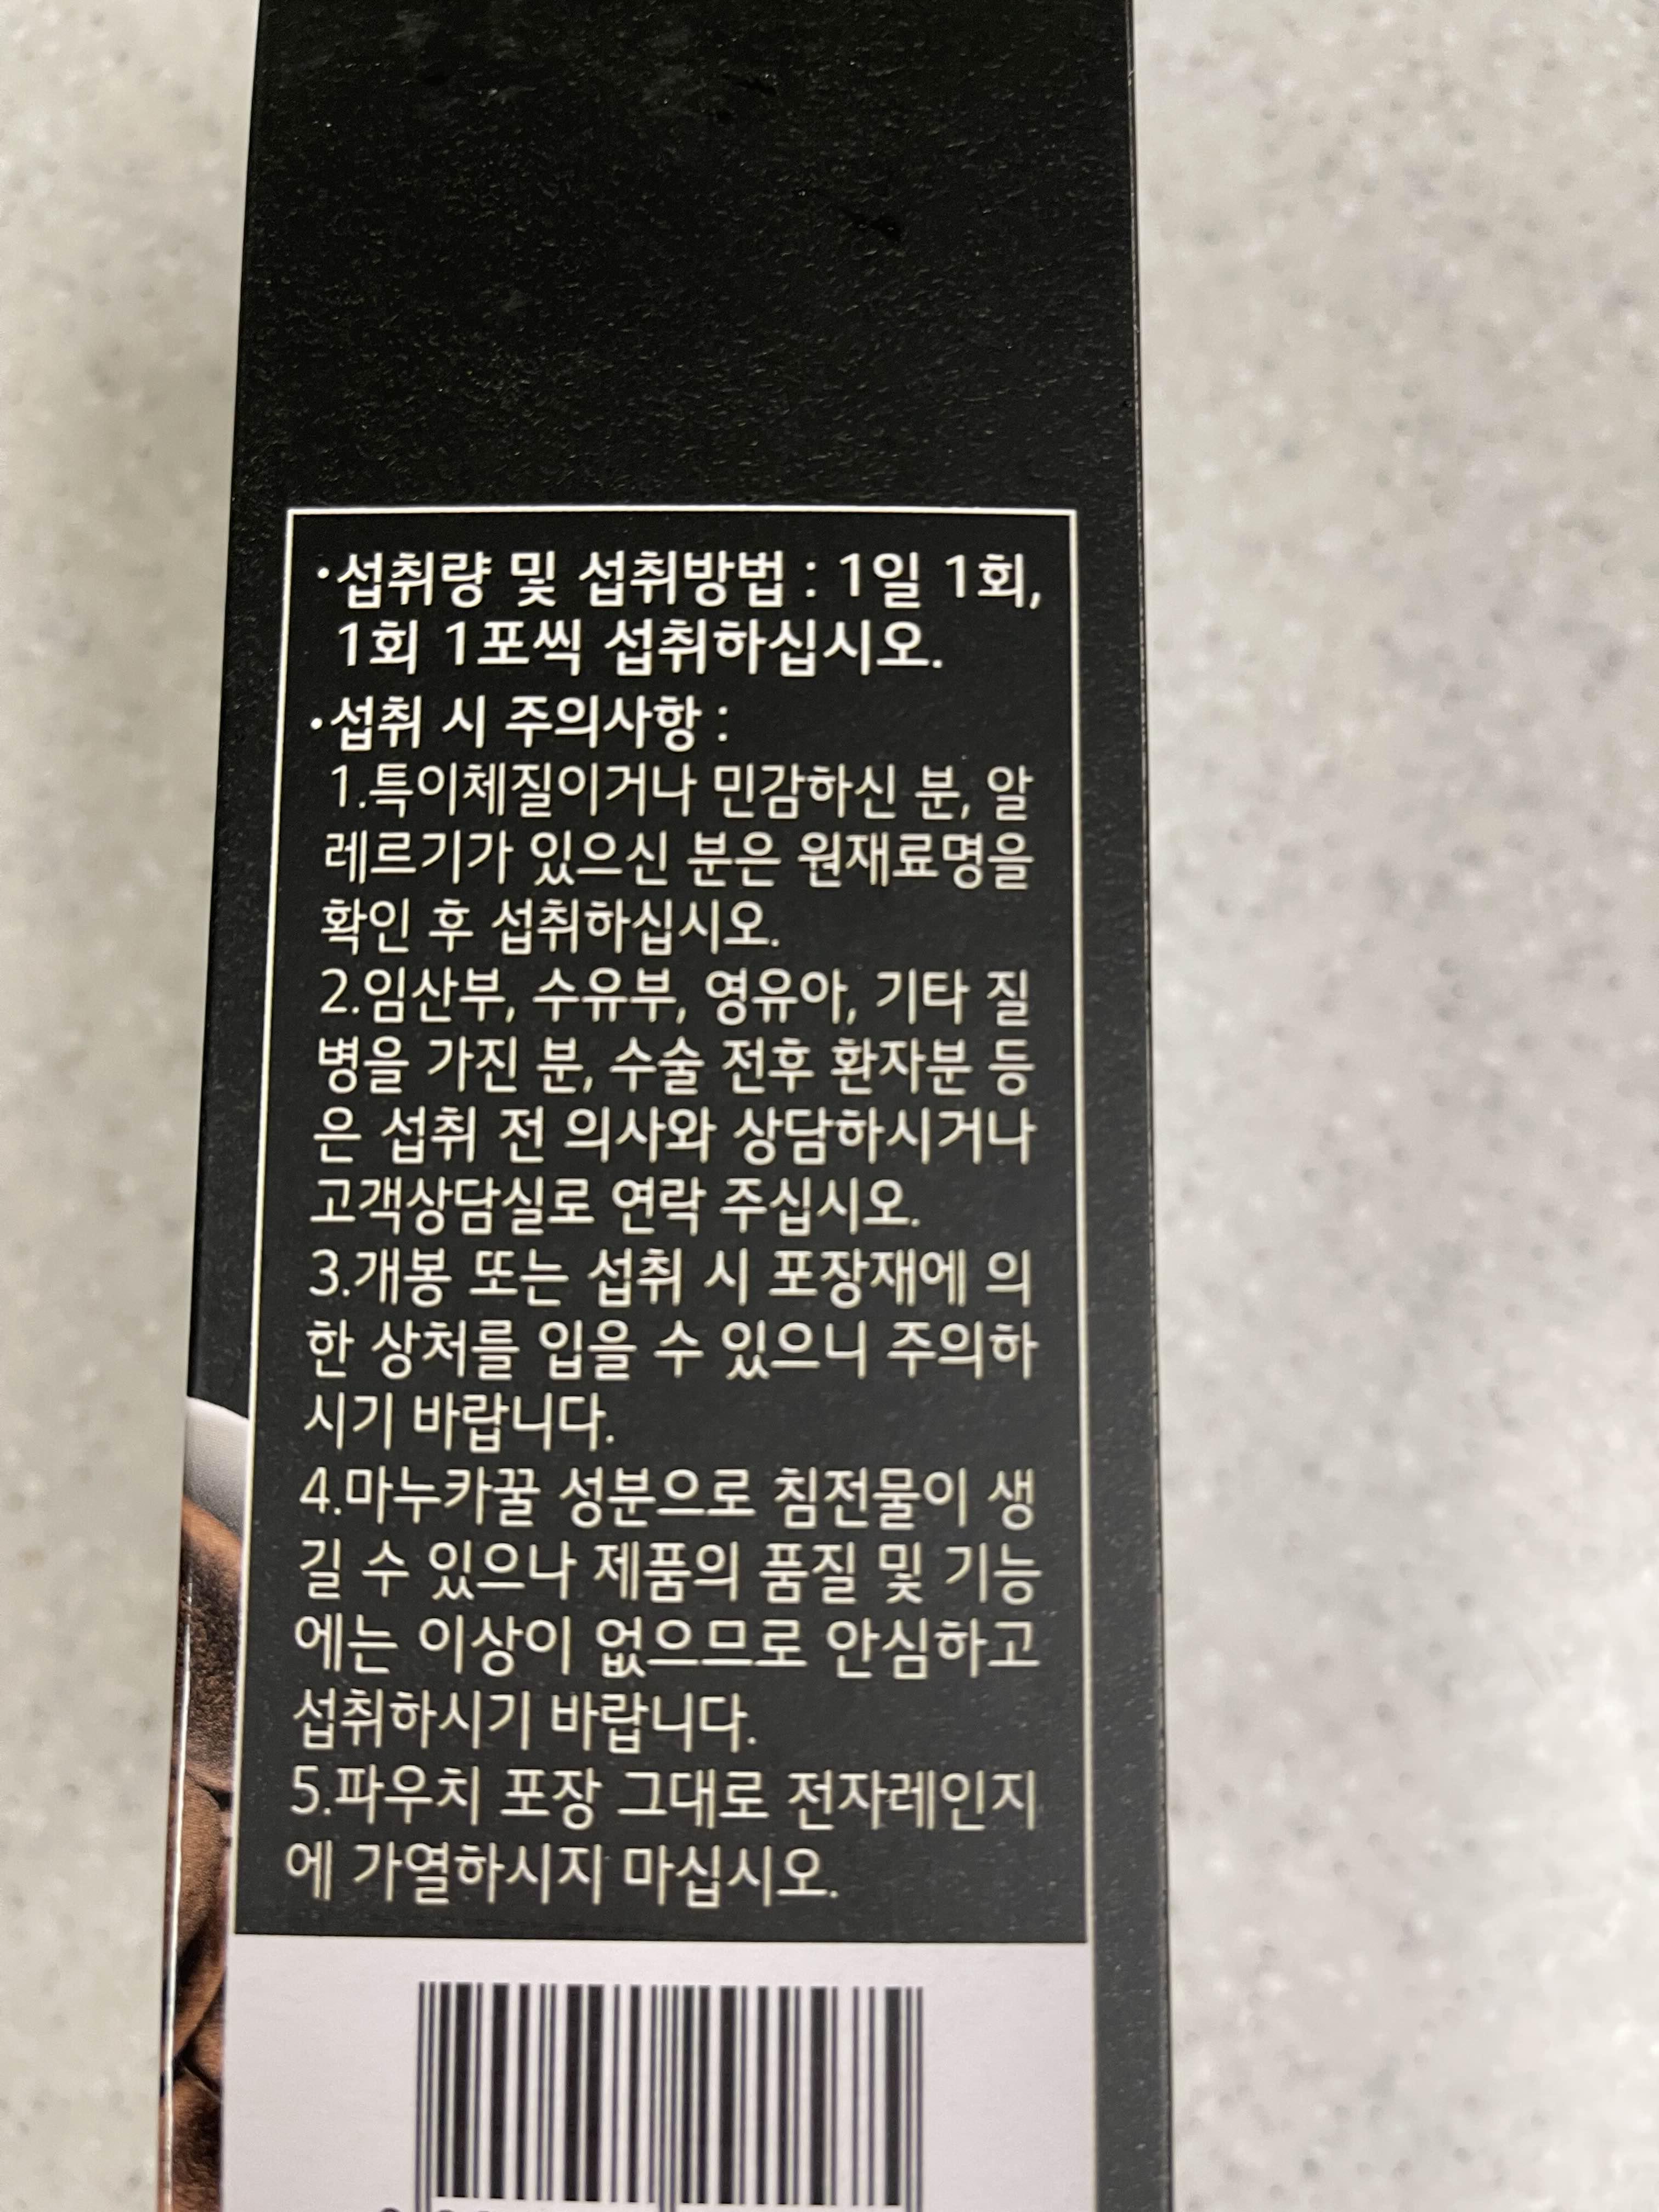 ·섭취량 및 섭취방법 : 1일 1회,
1회 1포씩 섭취하십시오.
·섭취 시 주의사항 :
1.특이체질이거나 민감하신 분, 알
레르기가 있으신 분은 원재료명을
확인 후 섭취하십시오.
2.임산부, 수유부, 영유아, 기타 질
병을 가진 분, 수술 전후 환자분 등
은 섭취 전 의사와 상담하시거나
고객상담실로 연락 주십시오.
3.개봉 또는 섭취 시 포장재에 의
한 상처를 입을 수 있으니 주의하
시기 바랍니다.
4.마누카꿀 성분으로 침전물이 생
길 수 있으나 제품의 품질 및 기능
에는 이상이 없으므로 안심하고
섭취하시기 바랍니다.
5.파우치 포장 그대로 전자레인지
에 가열하시지 마십시오.